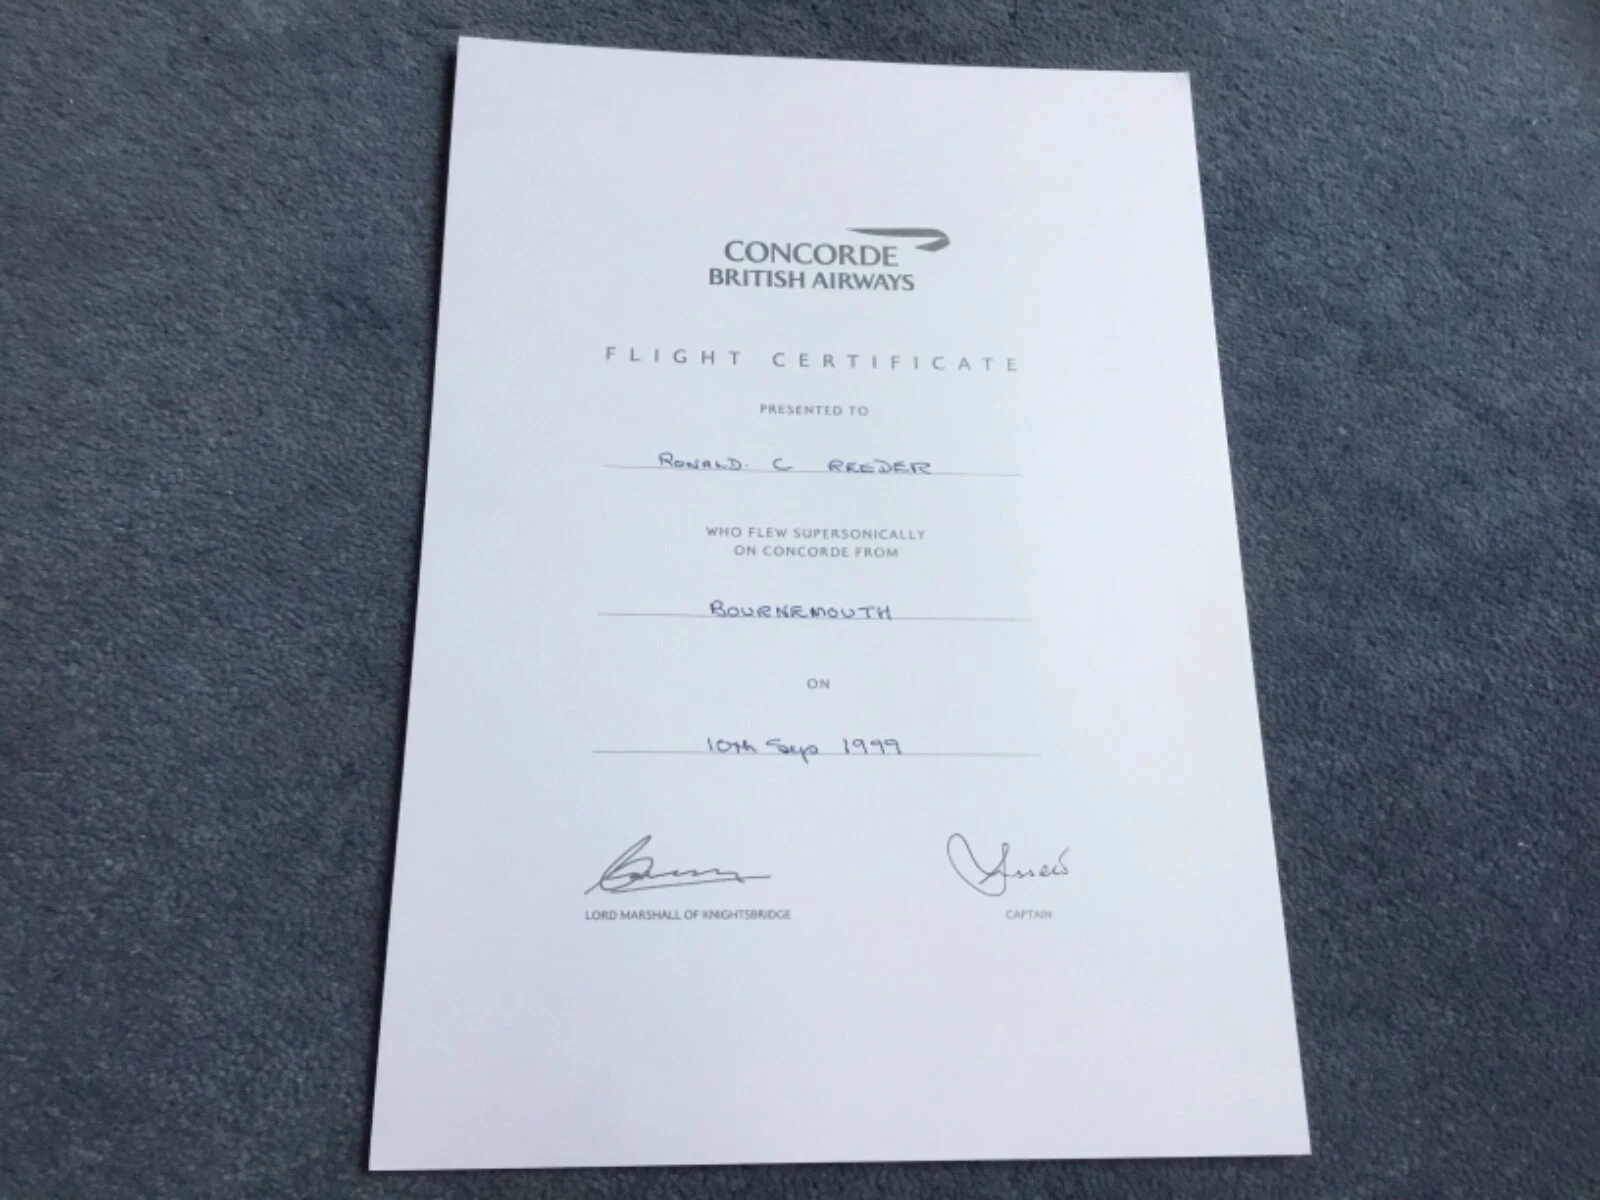 CONCORDE
BRITISH AIRWAYS
FLIGHT CERTIFICATE
PRESENTED TO
RONALD. C REEDER
WHO FLEW SUPERSONICALLY
ON CONCORDE FROM
BOURNEMOUTH
ON
10th Sep 1999
LORD MARSHALL OF KNIGHTSBRIDGE
CAPTAIN